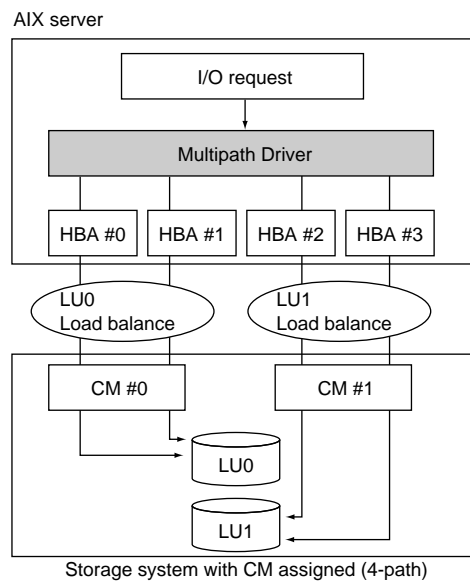 AIX server
I/O request
Multipath Driver
HBA #0
HBA #1
HBA #2
HBA #3
LU0
Load balance
LU1
Load balance
CM #0
CM #1
LU0
LU1
Storage system with CM assigned (4-path)